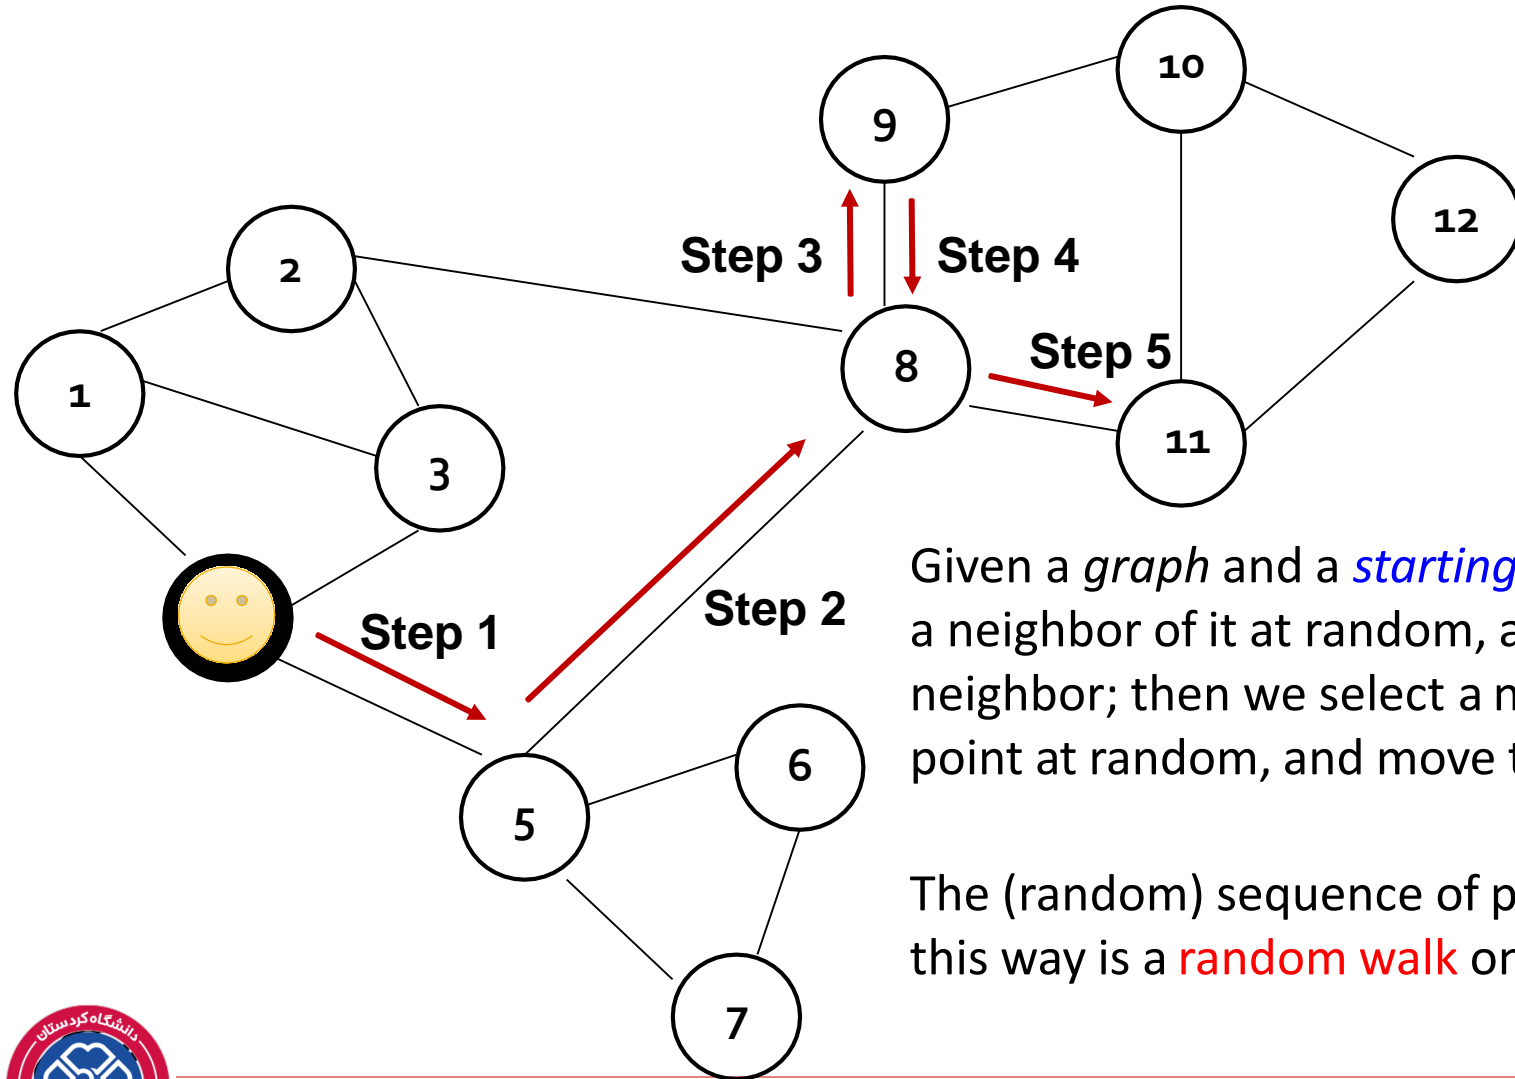 10
9
12
2
Step 3
Step 4
8
Step 5
1
11
3
Given a graph and a starting
Step 1
Step 2
a neighbor of it at random, a
neighbor; then we select a n
6
point at random, and move t
5
The (random) sequence of p
this way is a random walk or
7
دانشگاه کردستان